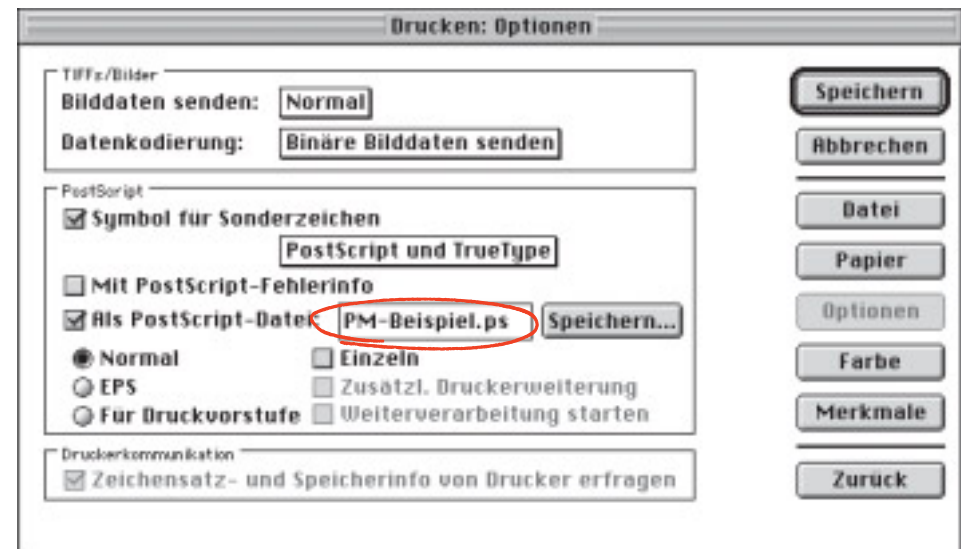 Drucken: Optionen
TIFFs/Bilder
Bilddaten senden: Normal
Datenkodierung: Binäre Bilddaten senden
PostScript
Symbol für Sonderzeichen
PostScript und TrueType
Mit PostScript-Fehlerinfo
Als PostScript-Datei: PM-Beispiel.ps Speichern...
Normal Einzeln
EPS Zusätzl. Druckerweiterung
Für Druckvorstufe Weiterverarbeitung starten
Druckerkommunikation
Zeichensatz- und Speicherinfo von Drucker erfragen
Speichern
Abbrechen
Datei
Papier
Optionen
Farbe
Merkmale
Zurück